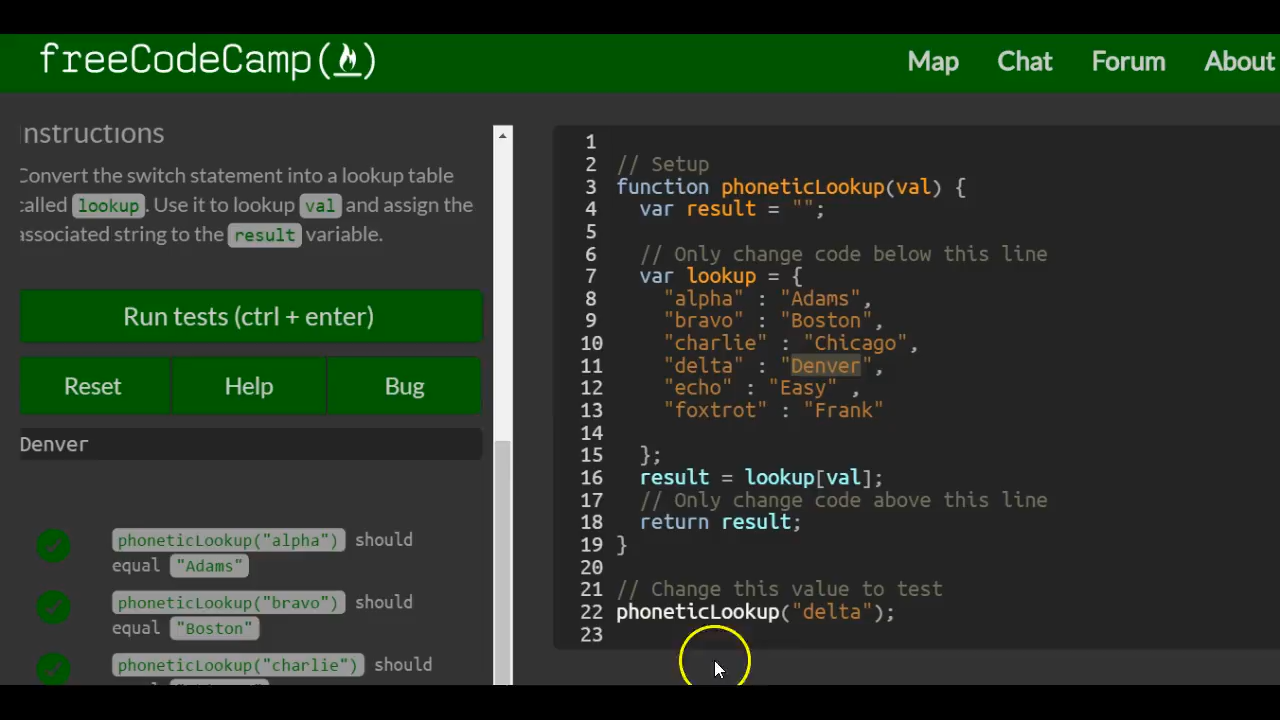 freeCodeCamp(🔥)
Map Chat Forum About
nstructions
Convert the switch statement into a lookup table
called lookup. Use it to lookup val and assign the
associated string to the result variable.
Run tests (ctrl + enter)
Reset Help Bug
Denver
phoneticLookup("alpha") should
equal "Adams"
phoneticLookup("bravo") should
equal "Boston"
phoneticLookup("charlie") should
1
2 // Setup
3 function phoneticLookup(val) {
4 var result = "";
5
6 // Only change code below this line
7 var lookup = {
8 "alpha" : "Adams",
9 "bravo" : "Boston",
10 "charlie" : "Chicago",
11 "delta" : "Denver",
12 "echo" : "Easy" ,
13 "foxtrot" : "Frank"
14
15 };
16 result = lookup[val];
17 // Only change code above this line
18 return result;
19 }
20
21 // Change this value to test
22 phoneticLookup("delta");
23